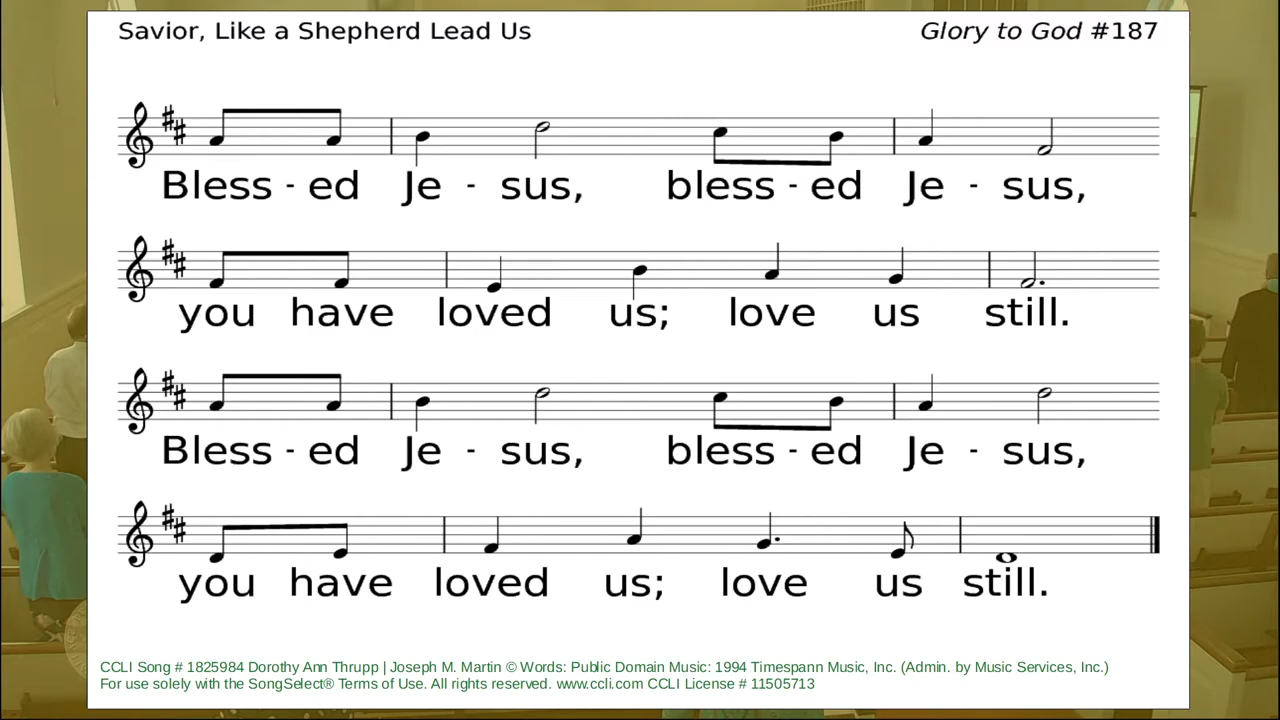 Savior, Like a Shepherd Lead Us
Glory to God #187
Bless - ed Je - sus, bless - ed Je - sus,
you have loved us; love us still.
Bless - ed Je - sus, bless - ed Je - sus,
you have loved us; love us still.
CCLI Song # 1825984 Dorothy Ann Thrupp | Joseph M. Martin © Words: Public Domain Music: 1994 Timespann Music, Inc. (Admin. by Music Services, Inc.)
For use solely with the SongSelect® Terms of Use. All rights reserved. www.ccli.com CCLI License # 11505713